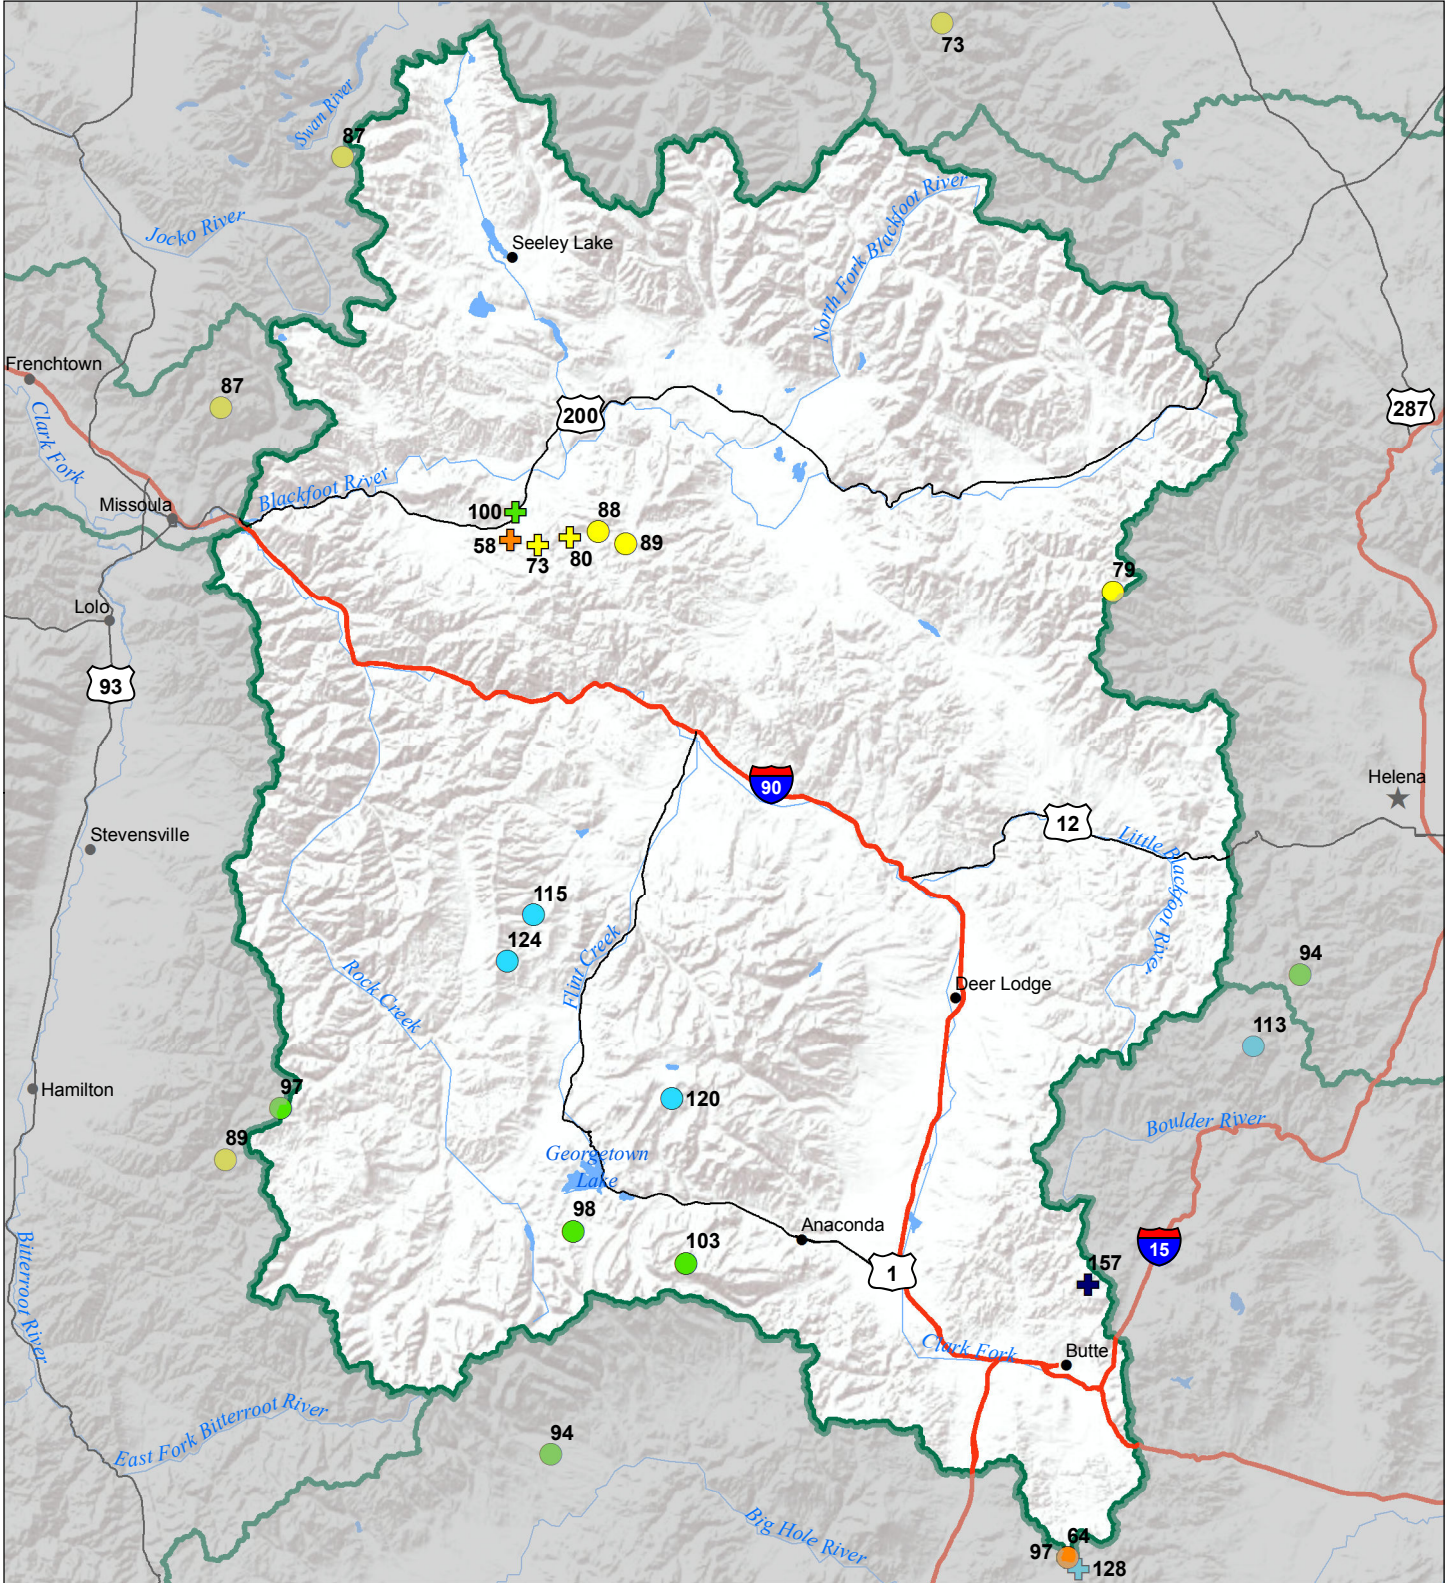 73
Swan River
87
Jocko River
North Fork Blackfoot River
Seeley Lake
Frenchtown
87
200
287
Clark Fork
Blackfoot River
Missoula
100
88
58
73
80
89
79
Lolo
93
90
Helena
12
Little Blackfoot River
Stevensville
115
124
Flint Creek
Rock Creek
94
Deer Lodge
113
Hamilton
97
120
Boulder River
89
Georgetown
Lake
98
Anaconda
103
1
157
15
Bitterroot River
Clark Fork
Butte
East Fork Bitterroot River
94
Big Hole River
64
97
128